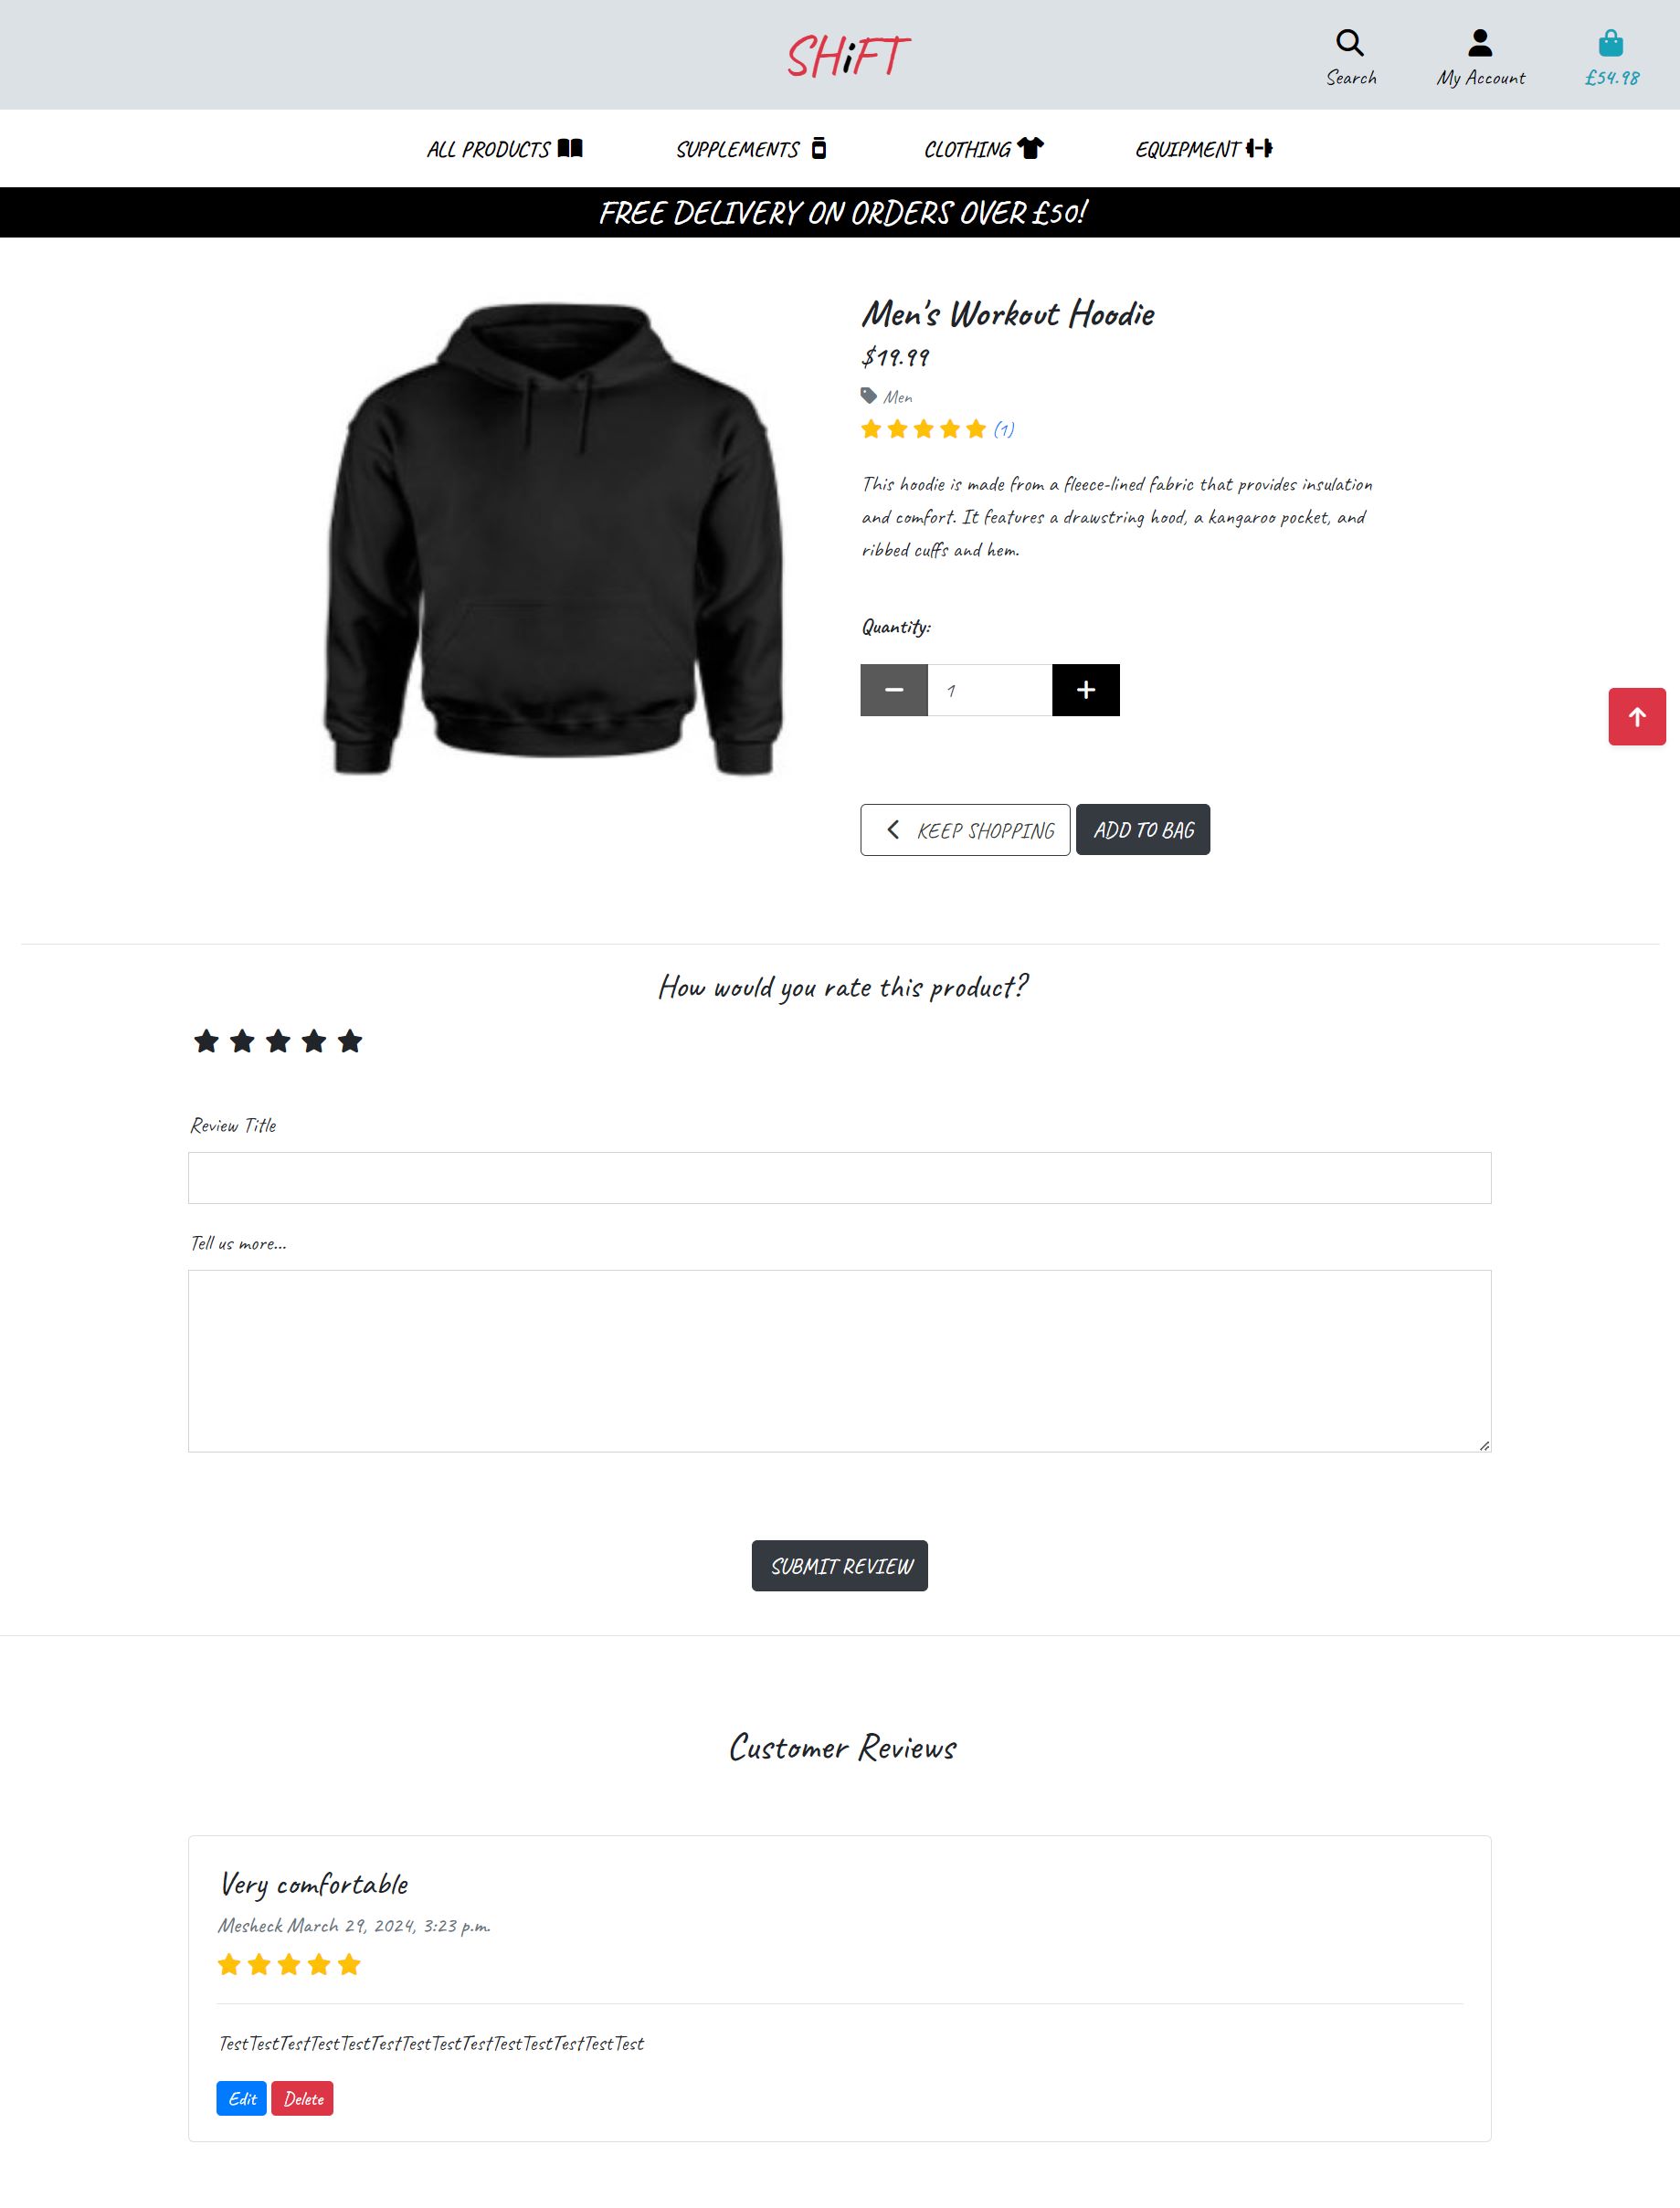 SHiFT
Search
My Account
£54.98
ALL PRODUCTS
SUPPLEMENTS
CLOTHING
EQUIPMENT
FREE DELIVERY ON ORDERS OVER £50!
Men's Workout Hoodie
$19.99
Men
(1)
This hoodie is made from a fleece-lined fabric that provides insulation
and comfort. It features a drawstring hood, a kangaroo pocket, and
ribbed cuffs and hem.
Quantity:
1
KEEP SHOPPING
ADD TO BAG
How would you rate this product?
Review Title
Tell us more...
SUBMIT REVIEW
Customer Reviews
Very comfortable
Mesheck March 29, 2024, 3:23 p.m.
TestTestTestTestTestTestTestTestTestTestTestTestTestTest
Edit
Delete